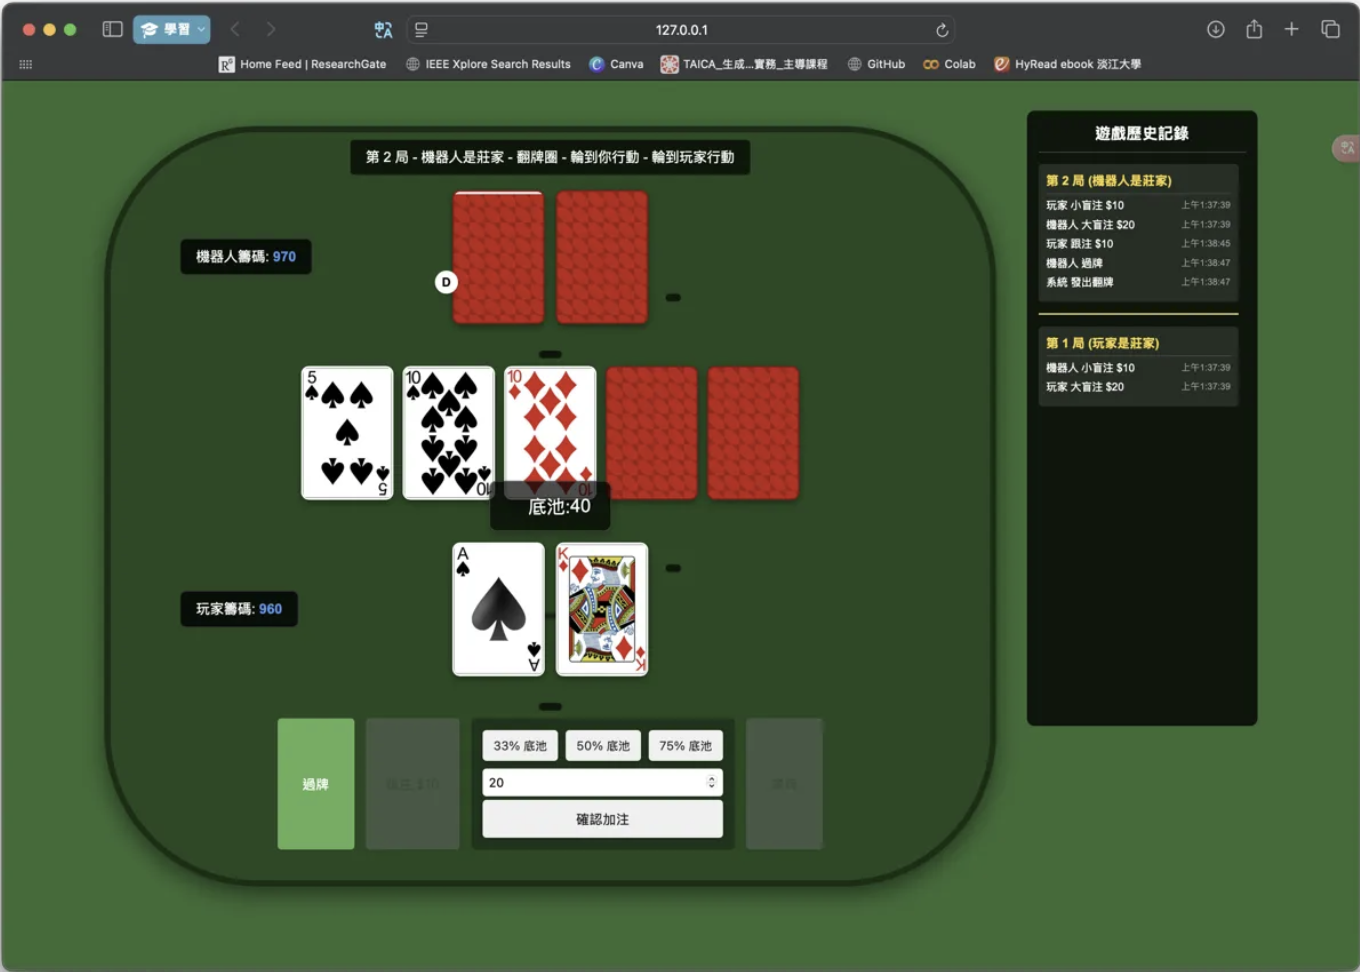 學習
127.0.0.1
Home Feed | ResearchGate
IEEE Xplore Search Results
Canva
TAICA_生成...實務_主導課程
GitHub
Colab
HyRead ebook 淡江大學
第 2 局 - 機器人是莊家 - 翻牌圈 - 輪到你行動 - 輪到玩家行動
機器人籌碼: 970
D
5
5
10
10
10
10
底池:40
玩家籌碼: 960
A
A
K
K
過牌
33% 底池
50% 底池
75% 底池
20
確認加注
遊戲歷史記錄
第 2 局 (機器人是莊家)
玩家 小盲注 $10 上午1:37:39
機器人 大盲注 $20 上午1:37:39
玩家 跟注 $10 上午1:38:45
機器人 過牌 上午1:38:47
系統 發出翻牌 上午1:38:47
第 1 局 (玩家是莊家)
機器人 小盲注 $10 上午1:37:39
玩家 大盲注 $20 上午1:37:39